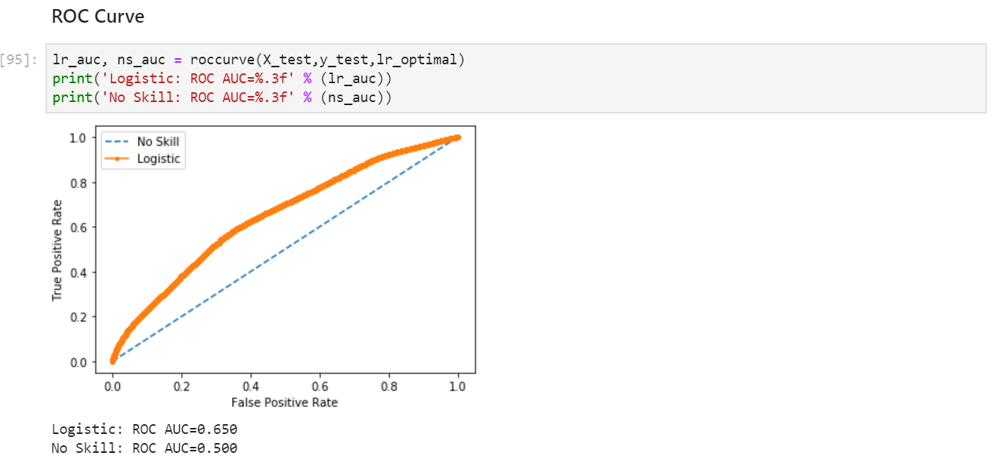 ROC Curve
[95]:
lr_auc, ns_auc = roccurve(X_test,y_test,lr_optimal)
print('Logistic: ROC AUC=%.3f' % (lr_auc))
print('No Skill: ROC AUC=%.3f' % (ns_auc))
No Skill
Logistic
1.0
0.8
0.6
0.4
0.2
0.0
True Positive Rate
0.0 0.2 0.4 0.6 0.8 1.0
False Positive Rate
Logistic: ROC AUC=0.650
No Skill: ROC AUC=0.500